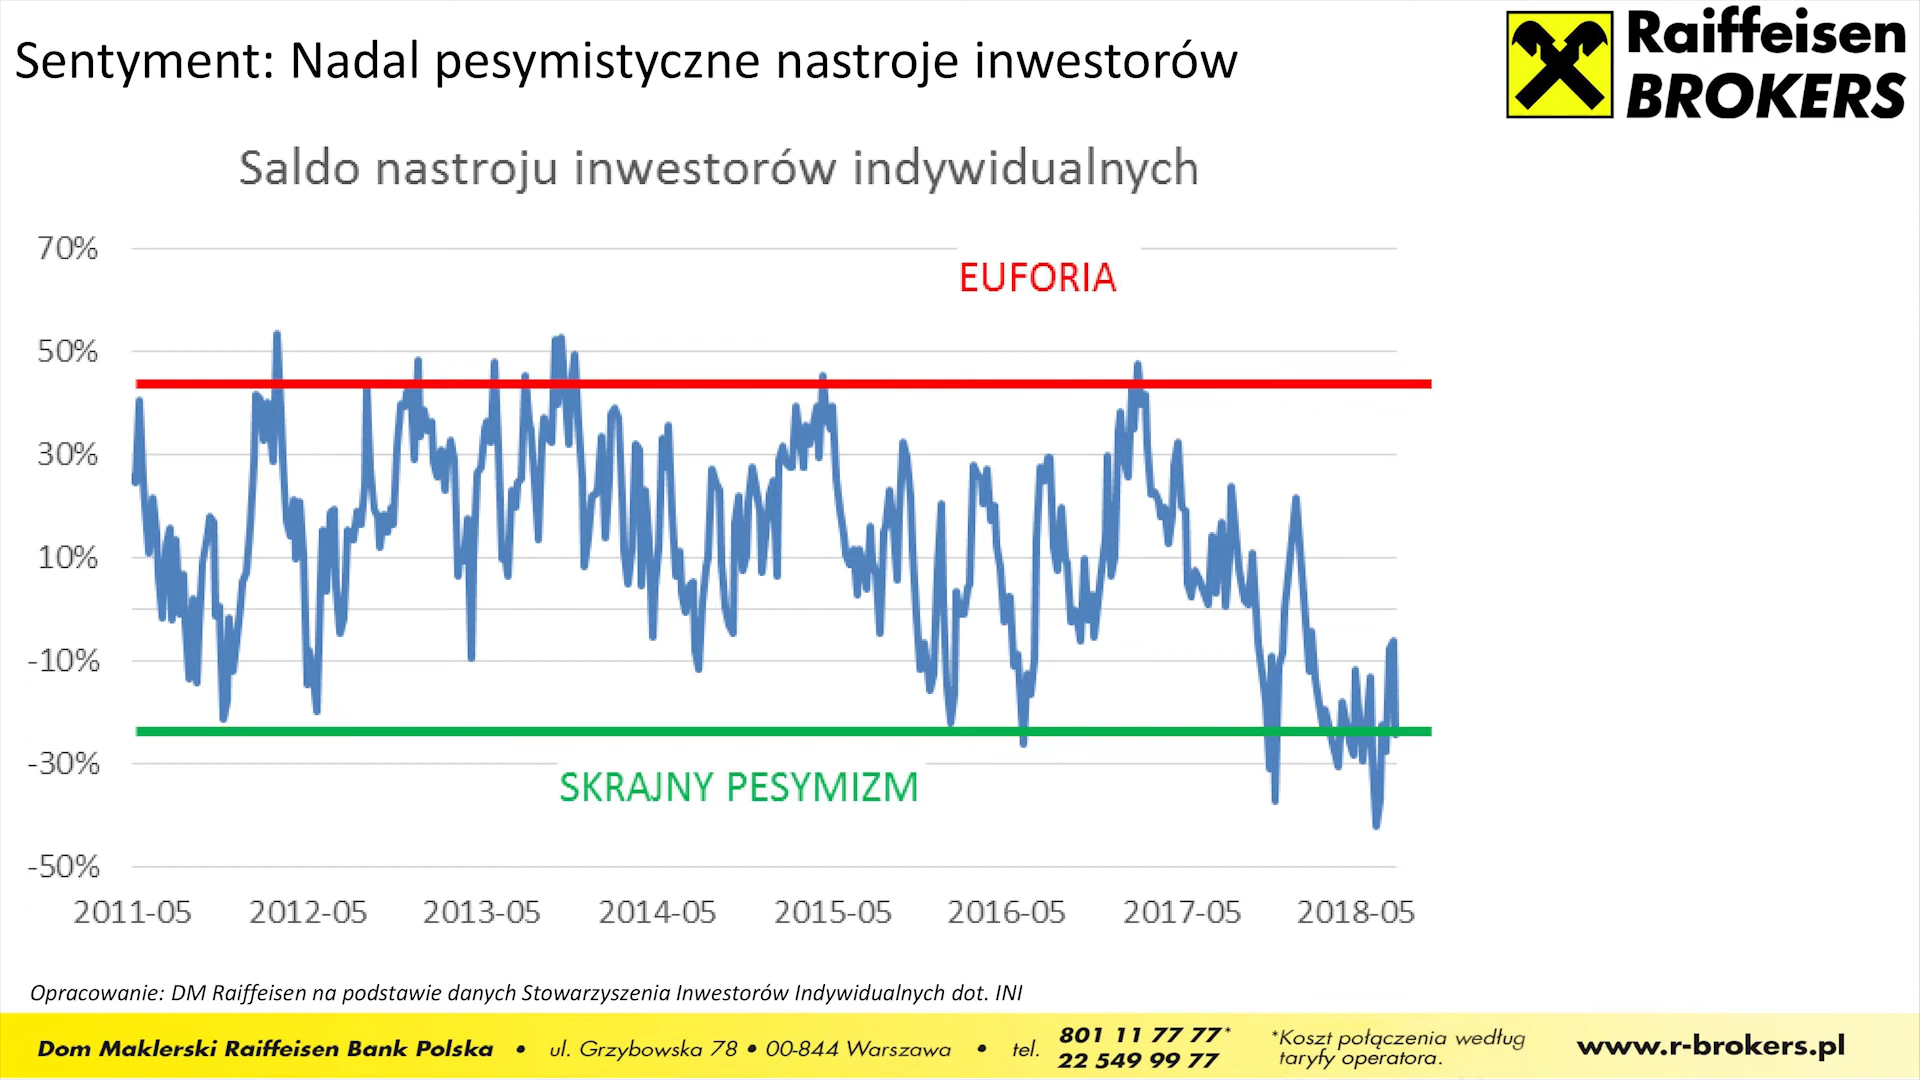 Sentyment: Nadal pesymistyczne nastroje inwestorów
Raiffeisen
BROKERS
Saldo nastroju inwestorów indywidualnych
70%
EUFORIA
50%
30%
10%
-10%
-30%
SKRAJNY PESYMIZM
-50%
2011-05 2012-05 2013-05 2014-05 2015-05 2016-05 2017-05 2018-05
Opracowanie: DM Raiffeisen na podstawie danych Stowarzyszenia Inwestorów Indywidualnych dot. INI
Dom Maklerski Raiffeisen Bank Polska • ul. Grzybowska 78 • 00-844 Warszawa • tel.
801 11 77 77*
22 549 99 77
*Koszt połączenia według
taryfy operatora.
www.r-brokers.pl